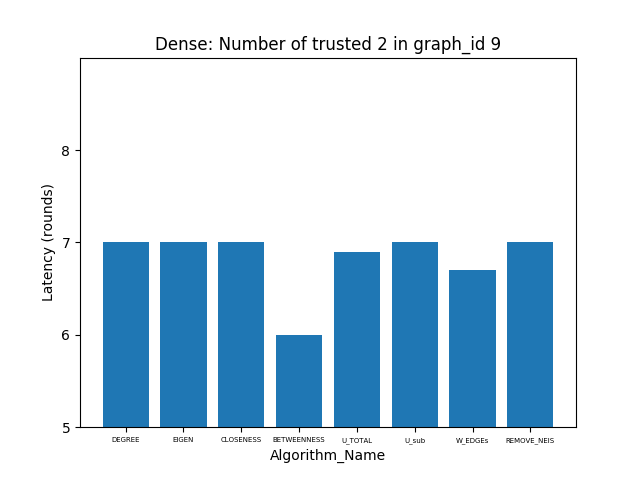 Dense: Number of trusted 2 in graph_id 9
Latency (rounds)
8
7
6
5
DEGREE EIGEN CLOSENESS BETWEENNESS U_TOTAL U_sub W_EDGEs REMOVE_NEIS
Algorithm_Name